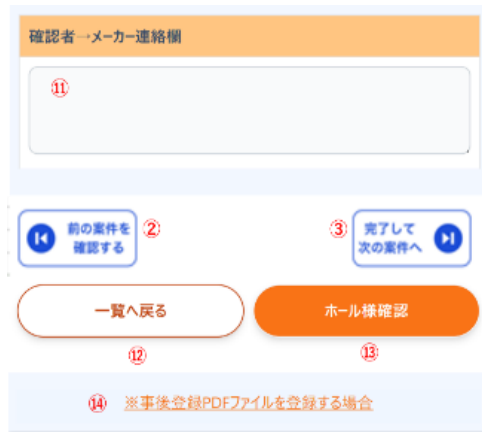 確認者→メーカー連絡欄
⑪
前の案件を
確認する
②
③
完了して
次の案件へ
一覧へ戻る
ホール様確認
⑫
⑬
⑭ ※事後登録PDFファイルを登録する場合